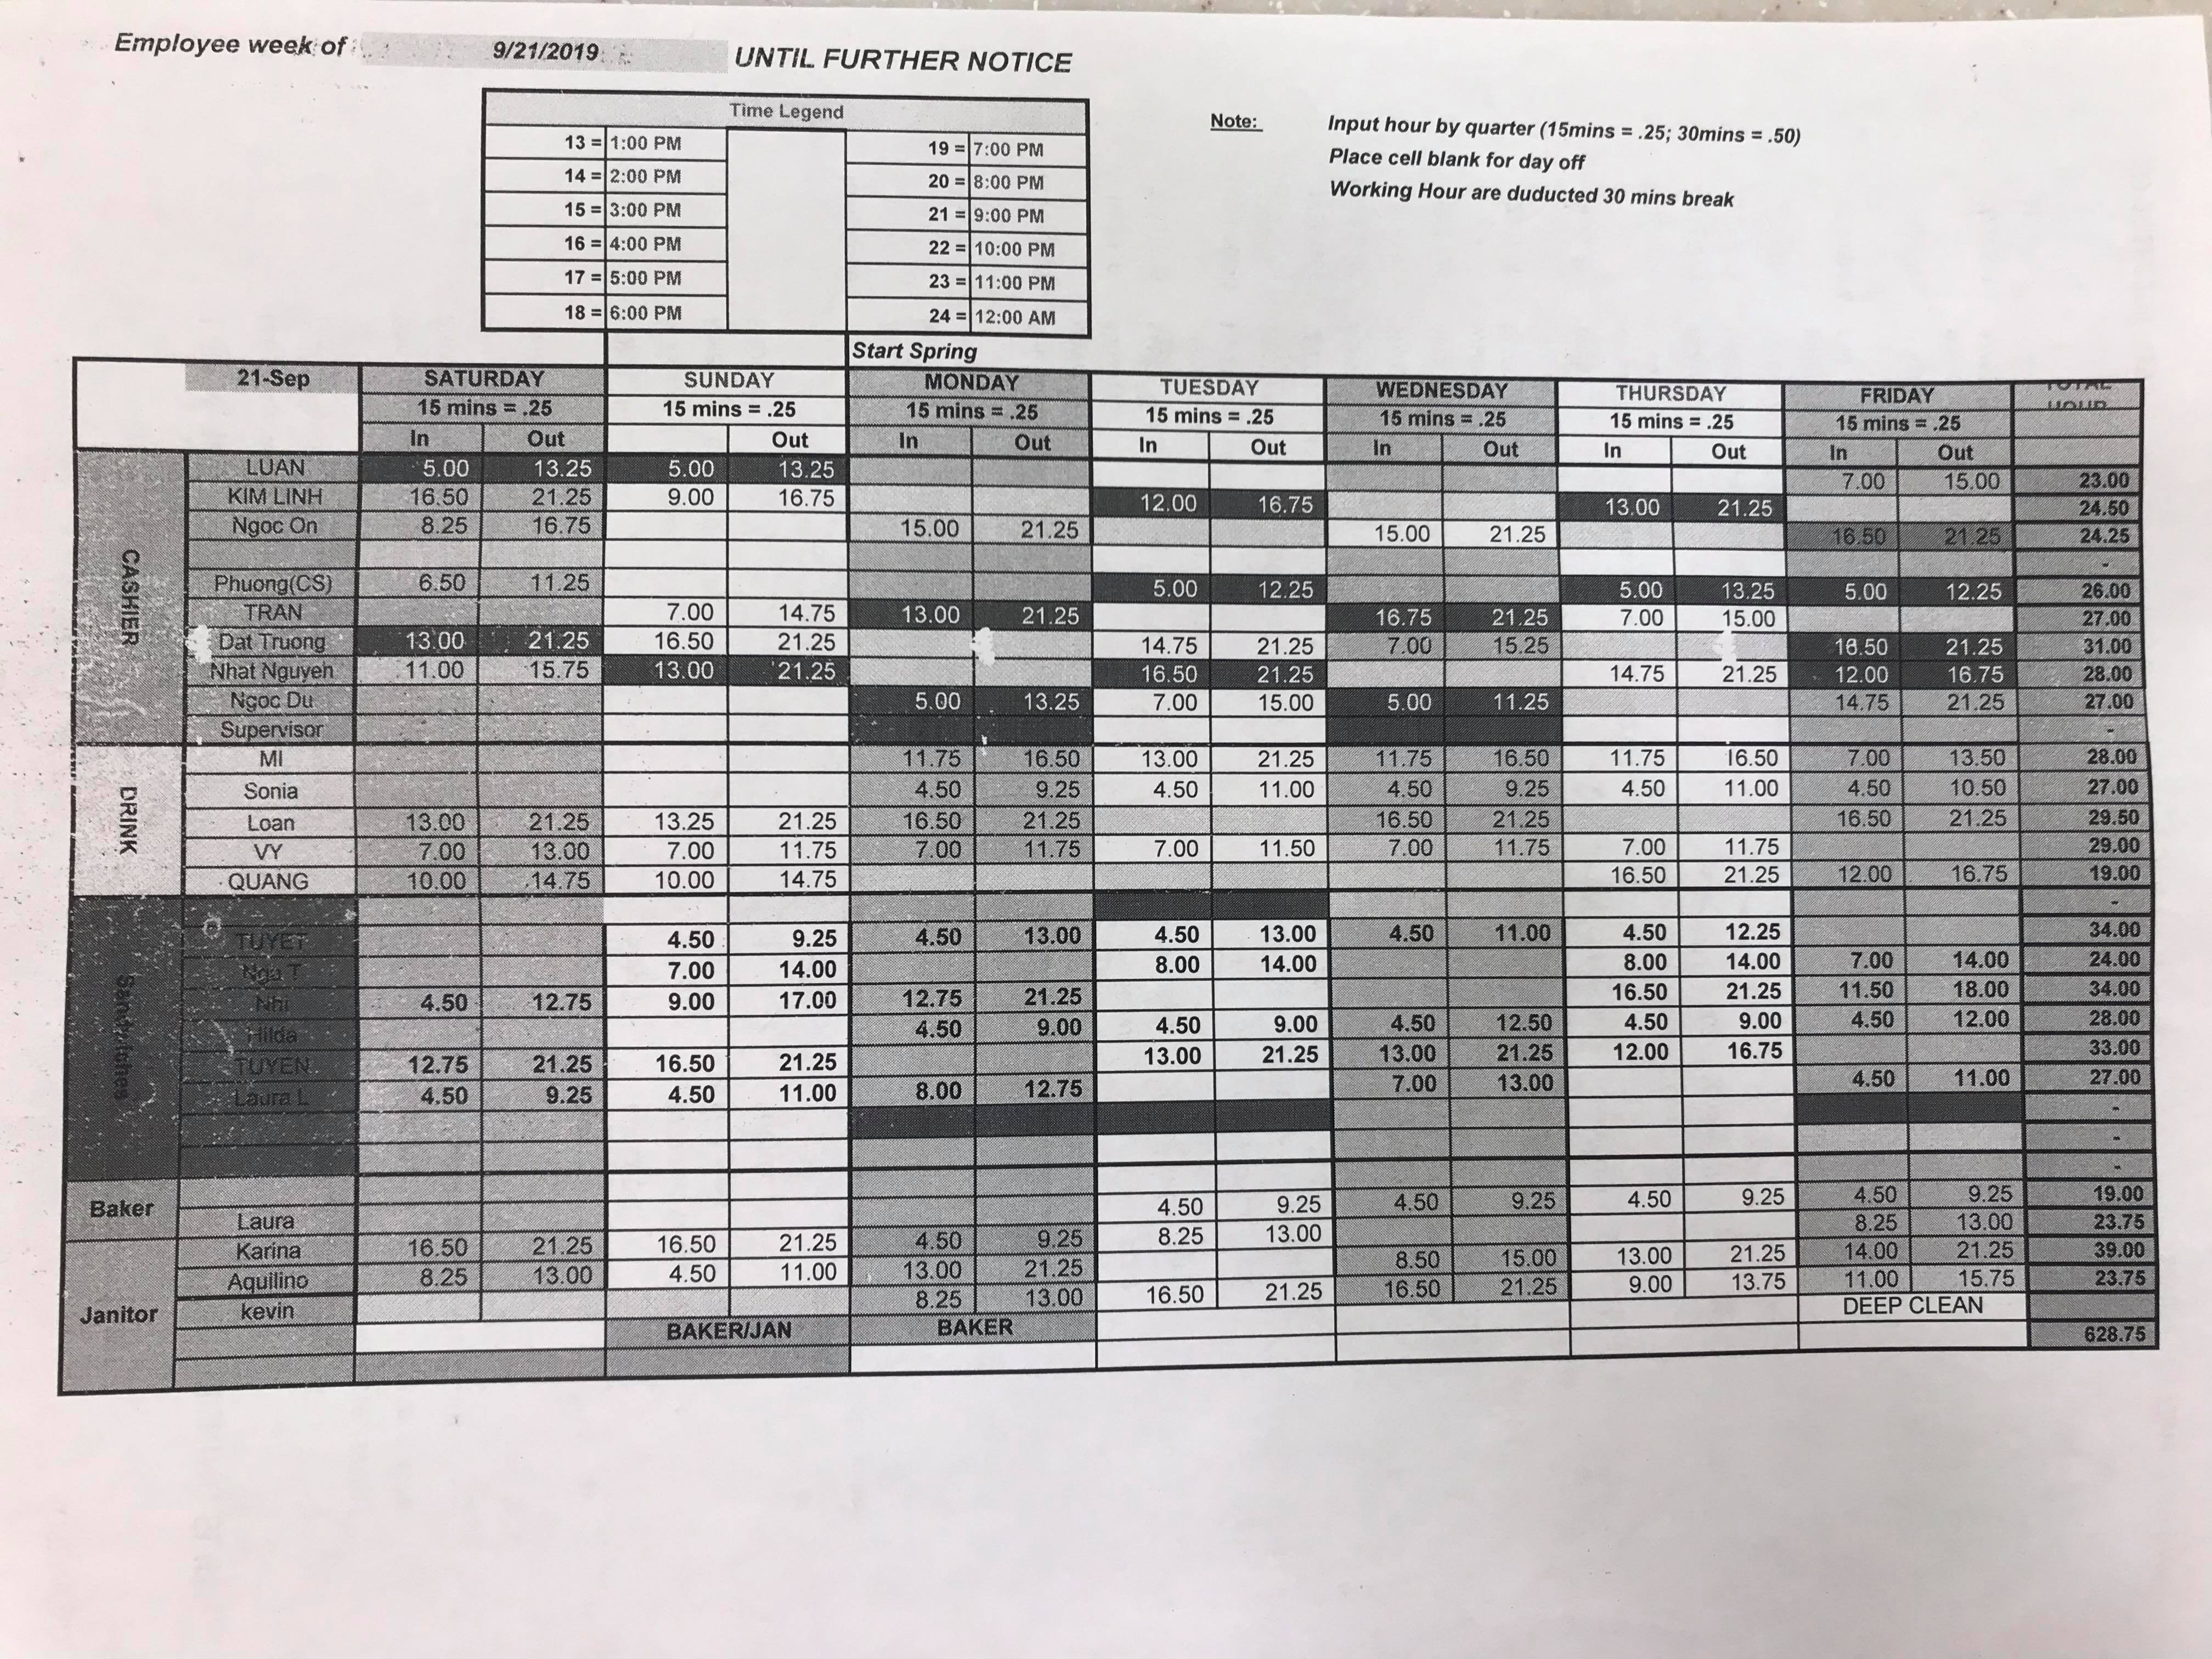 Employee week of 9/21/2019 UNTIL FURTHER NOTICE
Time Legend
13 = 1:00 PM 19 = 7:00 PM
14 = 2:00 PM 20 = 8:00 PM
15 = 3:00 PM 21 = 9:00 PM
16 = 4:00 PM 22 = 10:00 PM
17 = 5:00 PM 23 = 11:00 PM
18 = 6:00 PM 24 = 12:00 AM
Note: Input hour by quarter (15mins = .25; 30mins = .50)
Place cell blank for day off
Working Hour are duducted 30 mins break
Start Spring
21-Sep SATURDAY SUNDAY MONDAY TUESDAY WEDNESDAY THURSDAY FRIDAY TOTAL
15 mins = .25 15 mins = .25 15 mins = .25 15 mins = .25 15 mins = .25 15 mins = .25 15 mins = .25 HOUR
In Out Out In Out In Out In Out In Out In Out
CASHIER
LUAN 5.00 13.25 5.00 13.25 7.00 15.00 23.00
KIM LINH 16.50 21.25 9.00 16.75 12.00 16.75 13.00 21.25 24.50
Ngoc On 8.25 16.75 15.00 21.25 15.00 21.25 16.50 21.25 24.25
-
Phuong(CS) 6.50 11.25 5.00 12.25 5.00 13.25 5.00 12.25 26.00
TRAN 7.00 14.75 13.00 21.25 16.75 21.25 7.00 15.00 27.00
Dat Truong 13.00 21.25 16.50 21.25 14.75 21.25 7.00 15.25 16.50 21.25 31.00
Nhat Nguyen 11.00 15.75 13.00 21.25 16.50 21.25 14.75 21.25 12.00 16.75 28.00
Ngoc Du 5.00 13.25 7.00 15.00 5.00 11.25 14.75 21.25 27.00
Supervisor -
DRINK
MI 11.75 16.50 13.00 21.25 11.75 16.50 11.75 16.50 7.00 13.50 28.00
Sonia 4.50 9.25 4.50 11.00 4.50 9.25 4.50 11.00 4.50 10.50 27.00
Loan 13.00 21.25 13.25 21.25 16.50 21.25 16.50 21.25 16.50 21.25 29.50
VY 7.00 13.00 7.00 11.75 7.00 11.75 7.00 11.50 7.00 11.75 7.00 11.75 29.00
QUANG 10.00 14.75 10.00 14.75 16.50 21.25 12.00 16.75 19.00
-
Sandwiches
TUYET 4.50 9.25 4.50 13.00 4.50 13.00 4.50 11.00 4.50 12.25 34.00
Nga T 7.00 14.00 8.00 14.00 8.00 14.00 7.00 14.00 24.00
Nhi 4.50 12.75 9.00 17.00 12.75 21.25 16.50 21.25 11.50 18.00 34.00
Hilda 4.50 9.00 4.50 9.00 4.50 12.50 4.50 9.00 4.50 12.00 28.00
TUYEN 12.75 21.25 16.50 21.25 13.00 21.25 13.00 21.25 12.00 16.75 33.00
Laura L 4.50 9.25 4.50 11.00 8.00 12.75 7.00 13.00 4.50 11.00 27.00
-
-
-
Baker
4.50 9.25 4.50 9.25 4.50 9.25 4.50 9.25 19.00
Laura 8.25 13.00 8.25 13.00 23.75
Janitor
Karina 16.50 21.25 16.50 21.25 4.50 9.25 8.50 15.00 13.00 21.25 14.00 21.25 39.00
Aquilino 8.25 13.00 4.50 11.00 13.00 21.25 16.50 21.25 16.50 21.25 9.00 13.75 11.00 15.75 23.75
kevin 8.25 13.00 DEEP CLEAN
BAKER/JAN BAKER 628.75